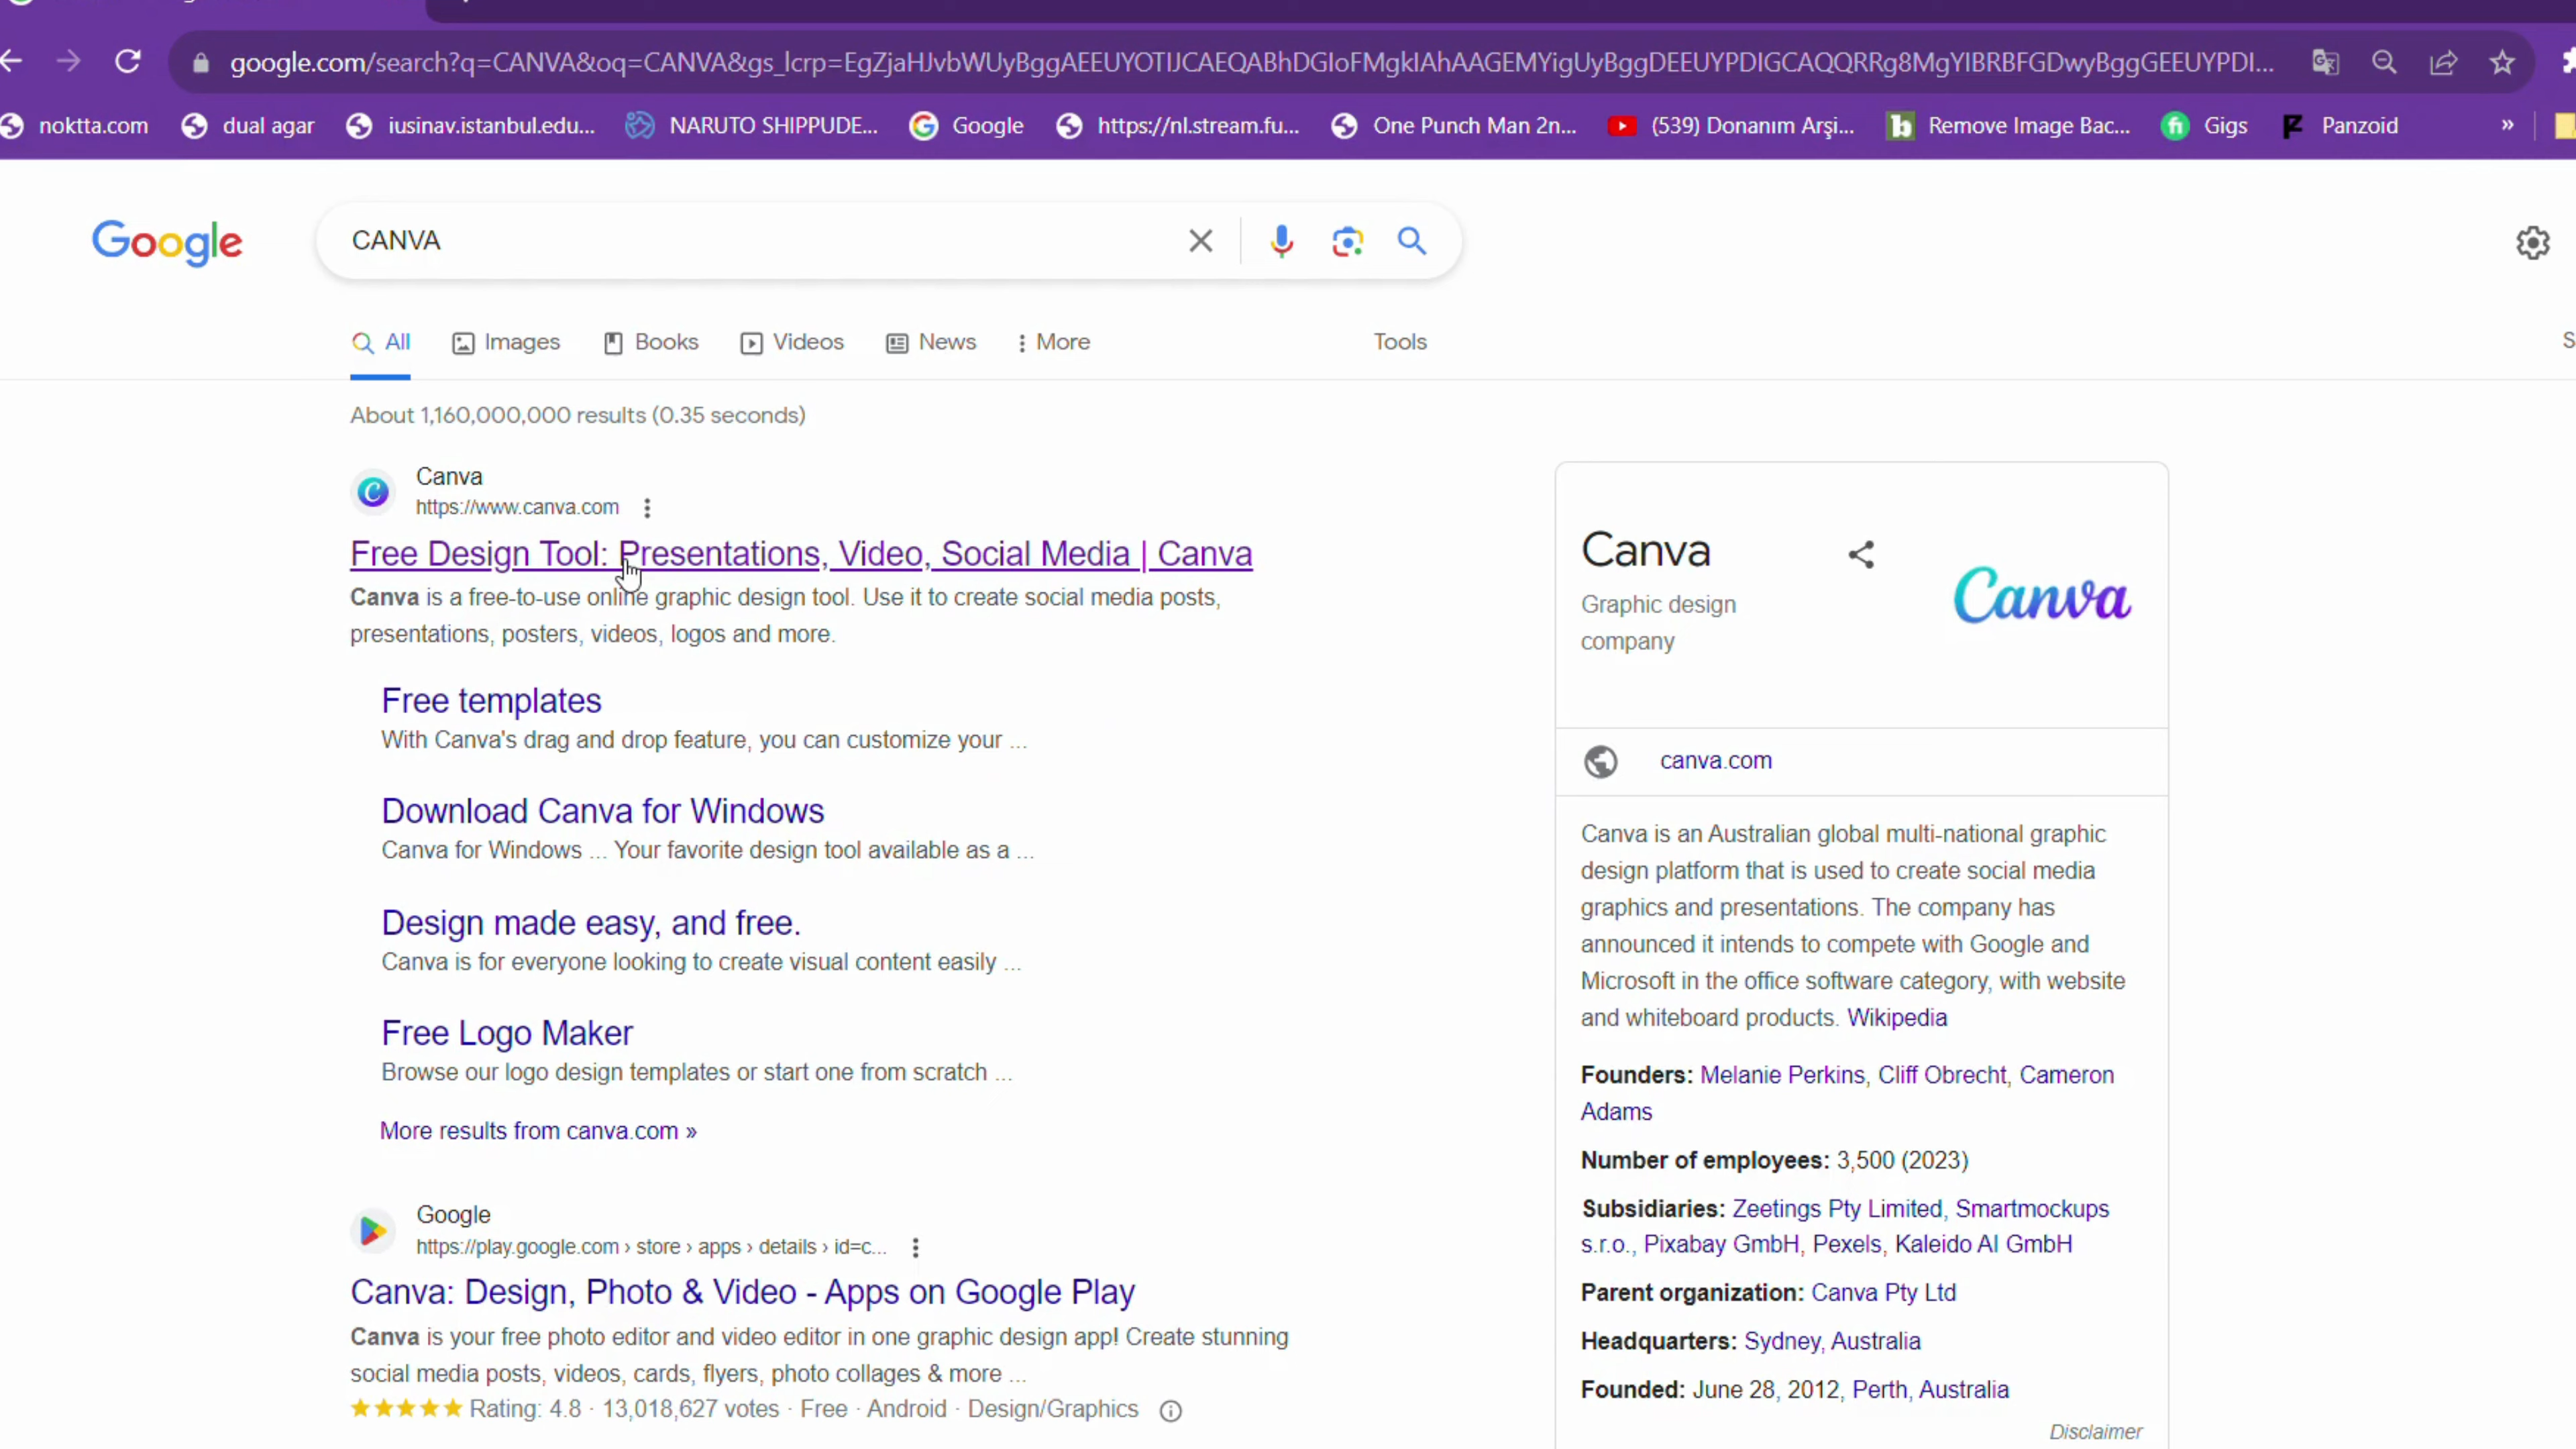 google.com/search?q=CANVA&oq=CANVA&gs_lcrp=EgZjaHJvbWUyBggAEEUYOTIJCAEQABhDGIoFMgkIAhAAGEMYigUyBggDEEUYPDIGCAQQRRg8MgYIBRBFGDwyBggGEEUYPDI...
noktta.com dual agar iusinav.istanbul.edu... NARUTO SHIPPUDE... Google https://nl.stream.fu... One Punch Man 2n... (539) Donanım Arşi... Remove Image Bac... Gigs Panzoid »
Google CANVA
All Images Books Videos News More Tools
About 1,160,000,000 results (0.35 seconds)
Canva
https://www.canva.com
Free Design Tool: Presentations, Video, Social Media | Canva
Canva is a free-to-use online graphic design tool. Use it to create social media posts,
presentations, posters, videos, logos and more.
Free templates
With Canva's drag and drop feature, you can customize your ...
Download Canva for Windows
Canva for Windows ... Your favorite design tool available as a ...
Design made easy, and free.
Canva is for everyone looking to create visual content easily ...
Free Logo Maker
Browse our logo design templates or start one from scratch ...
More results from canva.com »
Google
https://play.google.com › store › apps › details › id=c...
Canva: Design, Photo & Video - Apps on Google Play
Canva is your free photo editor and video editor in one graphic design app! Create stunning
social media posts, videos, cards, flyers, photo collages & more ...
Rating: 4.8 · 13,018,627 votes · Free · Android · Design/Graphics
Canva
Graphic design
company
Canva
canva.com
Canva is an Australian global multi-national graphic
design platform that is used to create social media
graphics and presentations. The company has
announced it intends to compete with Google and
Microsoft in the office software category, with website
and whiteboard products. Wikipedia
Founders: Melanie Perkins, Cliff Obrecht, Cameron
Adams
Number of employees: 3,500 (2023)
Subsidiaries: Zeetings Pty Limited, Smartmockups
s.r.o., Pixabay GmbH, Pexels, Kaleido AI GmbH
Parent organization: Canva Pty Ltd
Headquarters: Sydney, Australia
Founded: June 28, 2012, Perth, Australia
Disclaimer